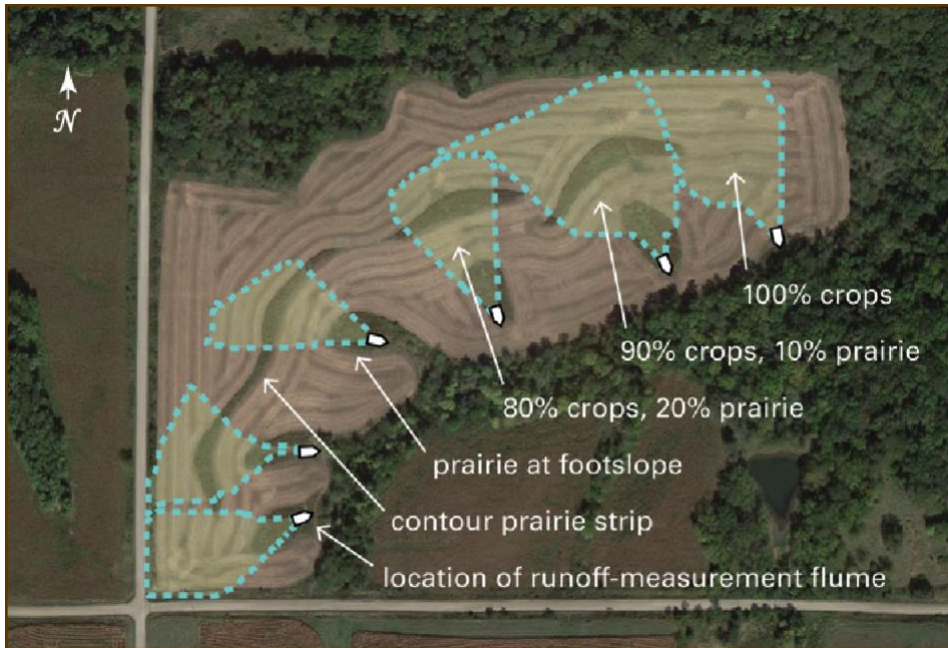 N
100% crops
90% crops, 10% prairie
80% crops, 20% prairie
prairie at footslope
contour prairie strip
location of runoff-measurement flume